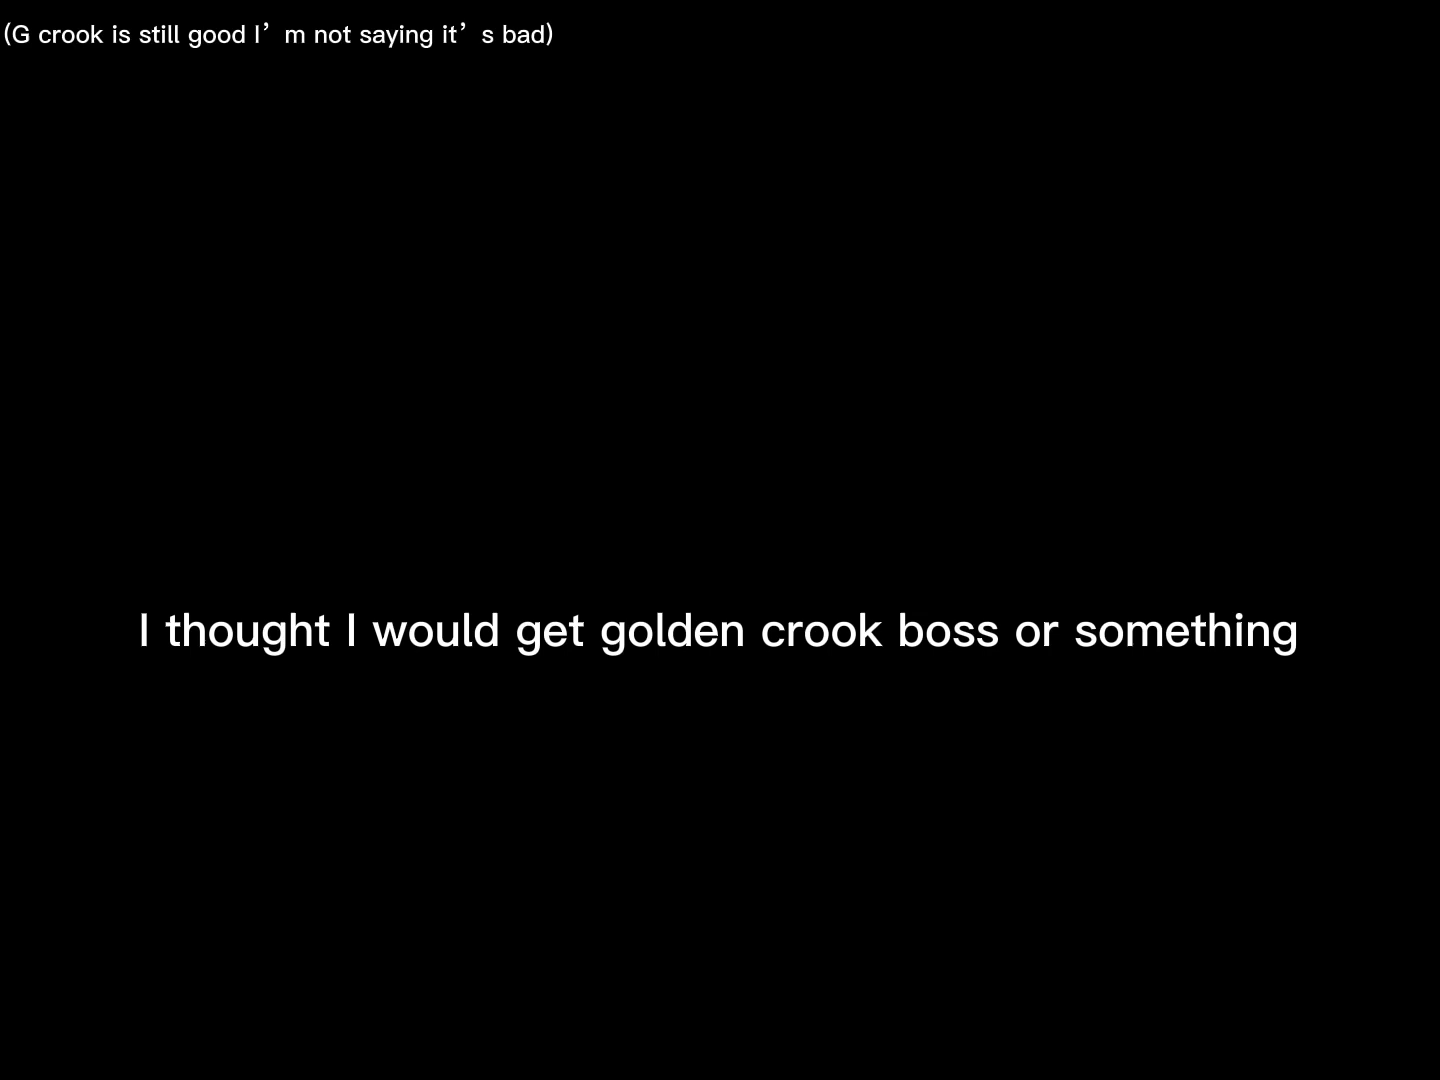 (G crook is still good I’m not saying it’s bad)
I thought I would get golden crook boss or something